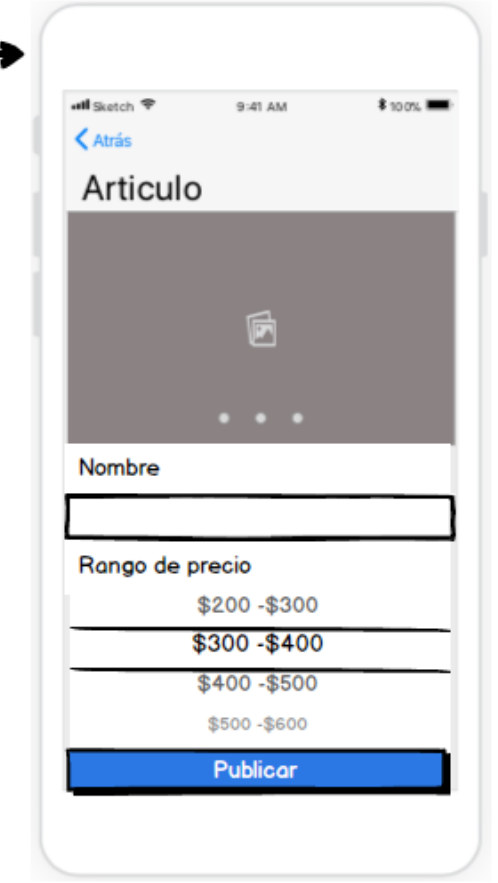 Sketch 9:41 AM 100%
Atrás
Articulo
Nombre
Rango de precio
$200 -$300
$300 -$400
$400 -$500
$500 -$600
Publicar